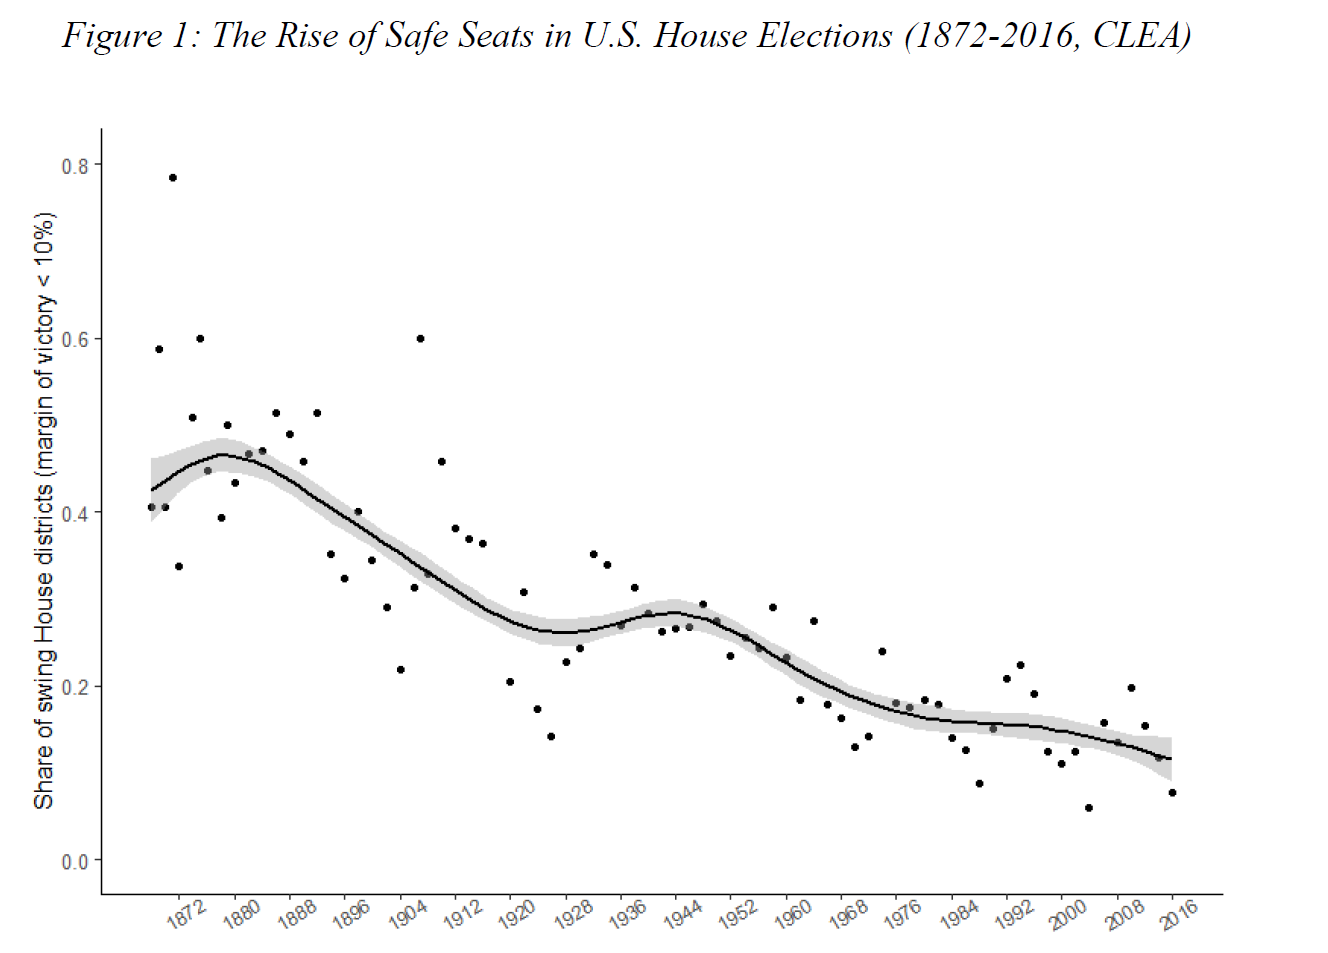 Figure 1: The Rise of Safe Seats in U.S. House Elections (1872-2016, CLEA)
Share of swing House districts (margin of victory < 10%)
0.8
0.6
0.4
0.2
0.0
1872 1880 1888 1896 1904 1912 1920 1928 1936 1944 1952 1960 1968 1976 1984 1992 2000 2008 2016